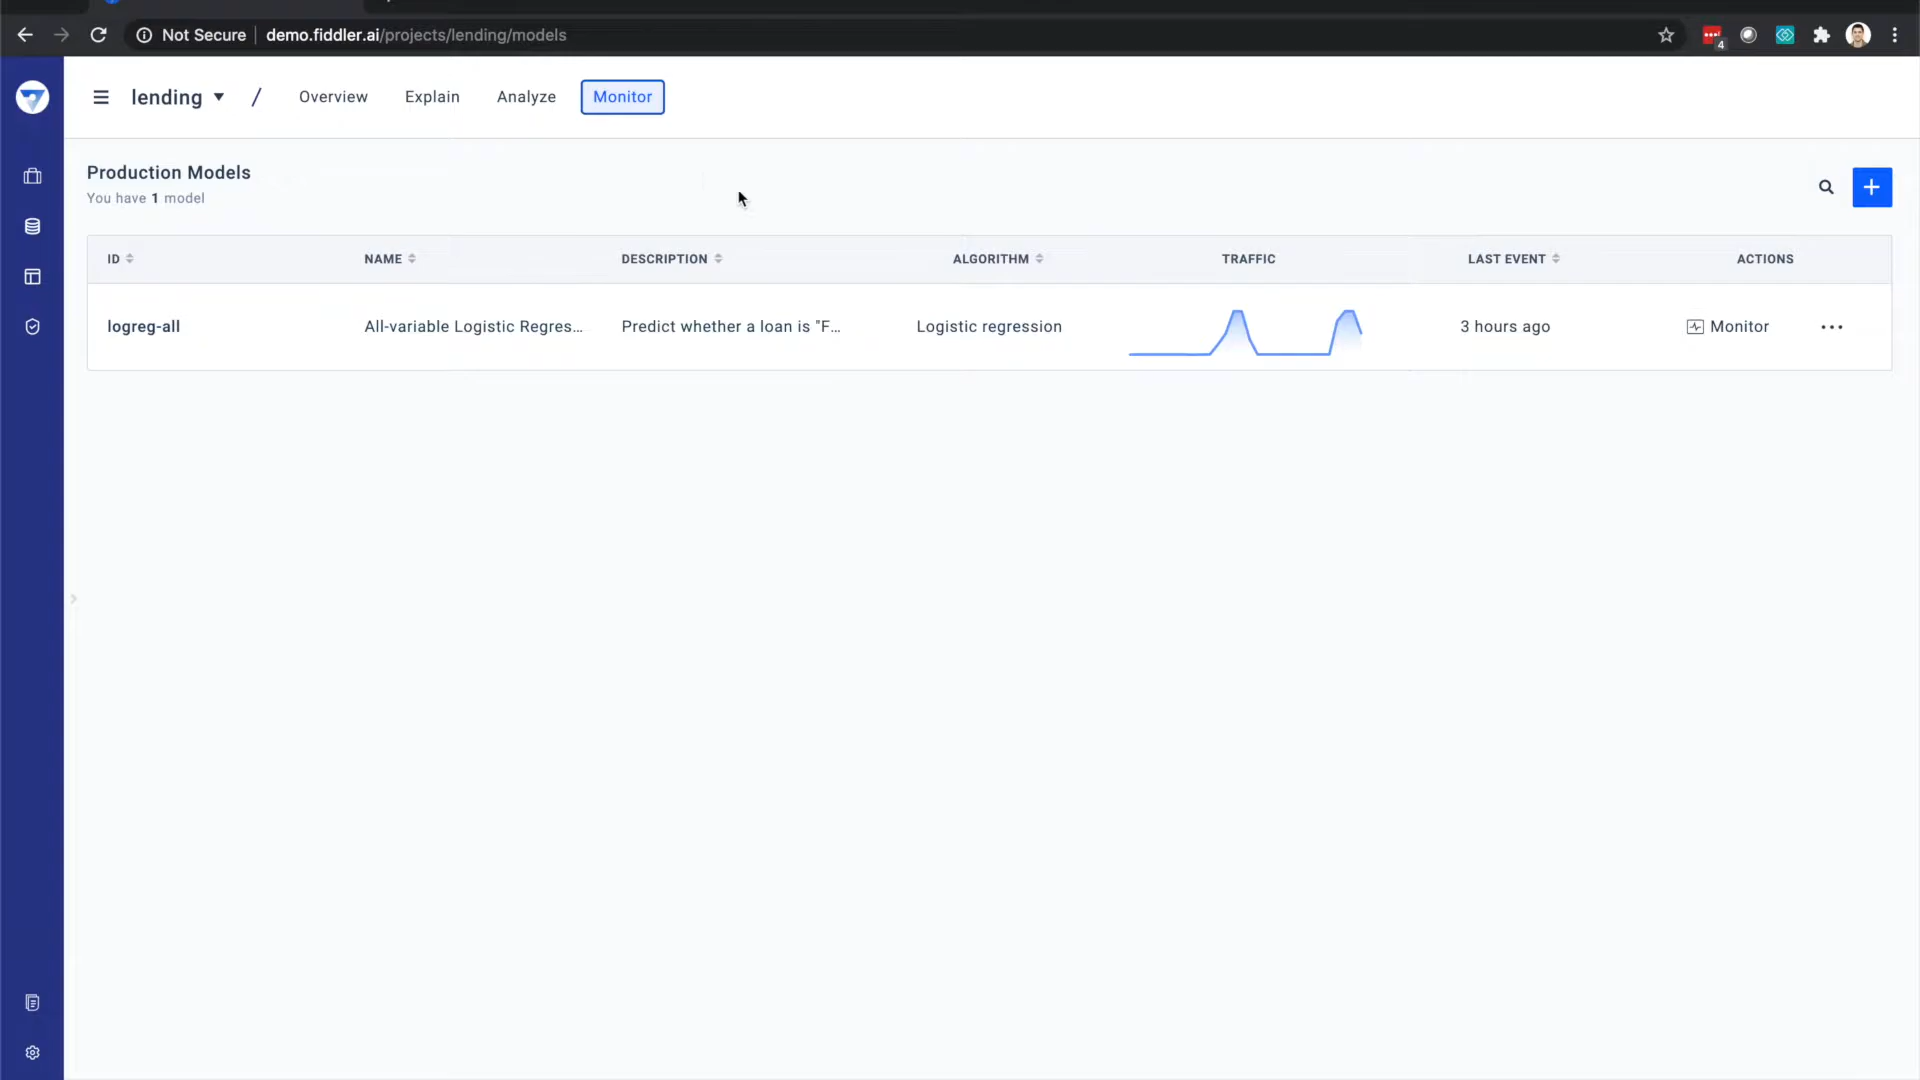 Not Secure | demo.fiddler.ai/projects/lending/models
4
lending / Overview Explain Analyze Monitor
Production Models
You have 1 model
ID NAME DESCRIPTION ALGORITHM TRAFFIC LAST EVENT ACTIONS
logreg-all All-variable Logistic Regres... Predict whether a loan is "F... Logistic regression 3 hours ago Monitor